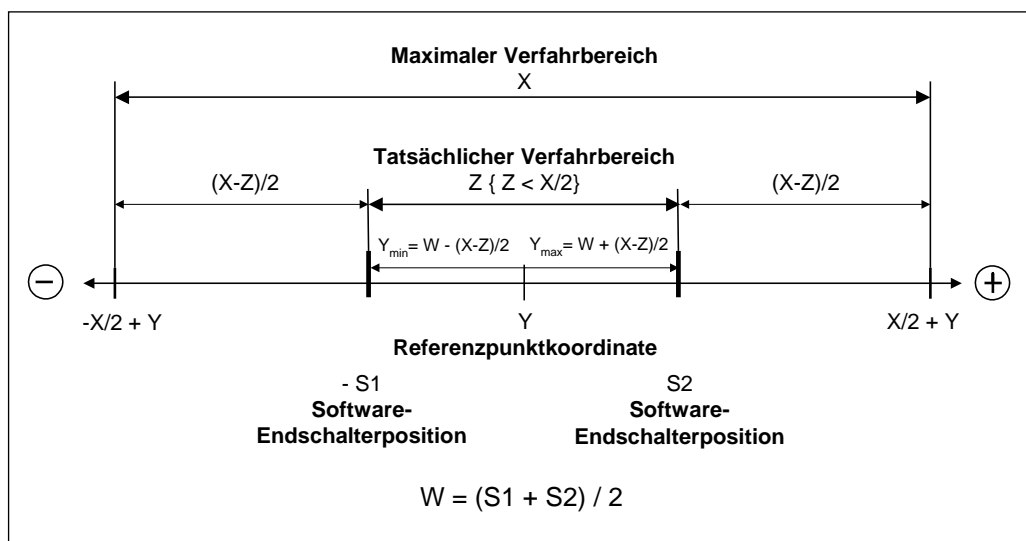 Maximaler Verfahrbereich
X
Tatsächlicher Verfahrbereich
(X-Z)/2 Z { Z < X/2} (X-Z)/2
Ymin= W - (X-Z)/2 Ymax= W + (X-Z)/2
− +
-X/2 + Y Y X/2 + Y
Referenzpunktkoordinate
- S1 S2
Software- Software-
Endschalterposition Endschalterposition
W = (S1 + S2) / 2